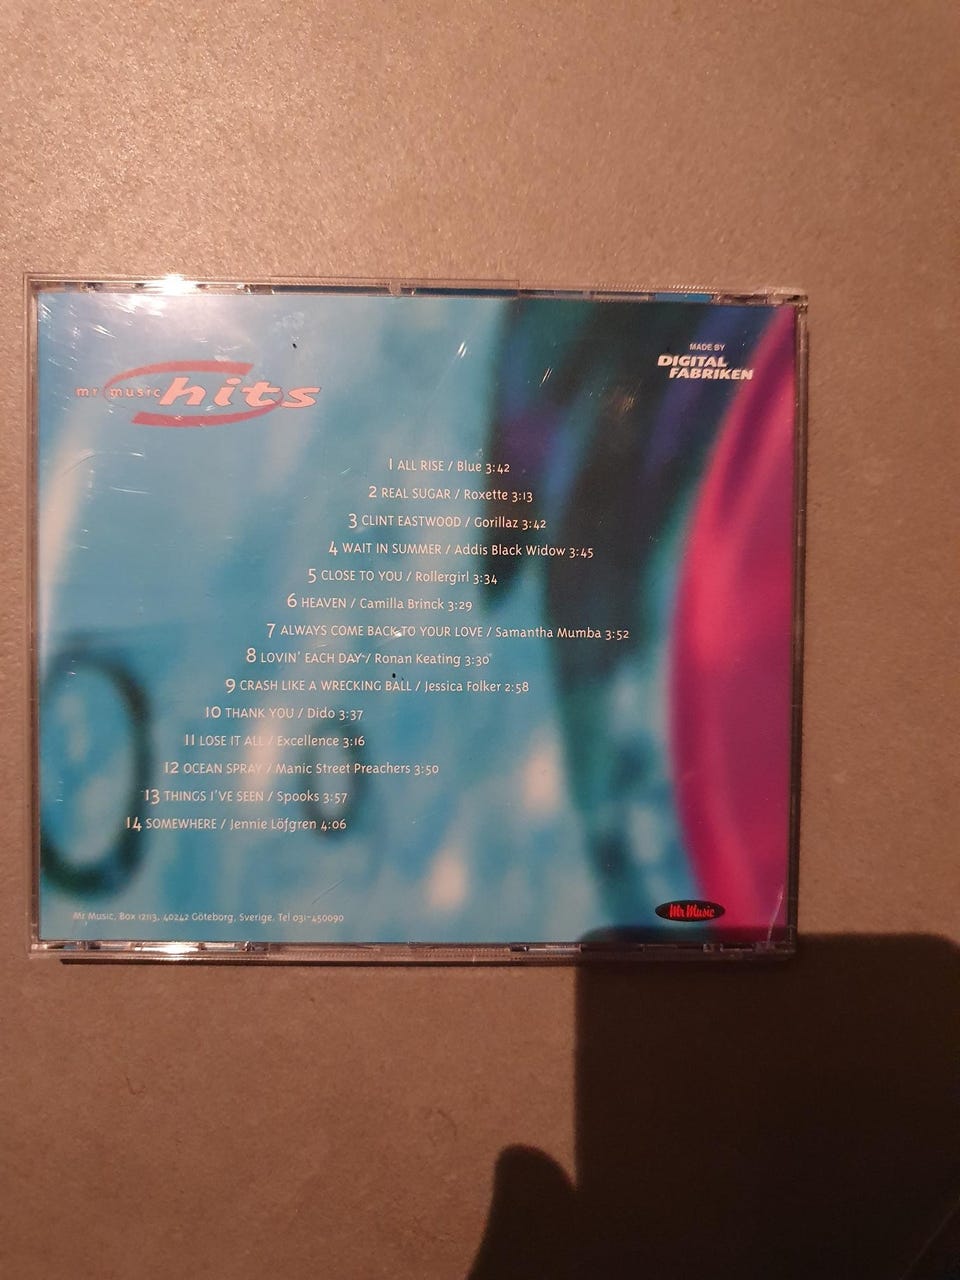 MADE BY
DIGITAL
FABRIKEN
mr music hits
1 ALL RISE / Blue 3:42
2 REAL SUGAR / Roxette 3:13
3 CLINT EASTWOOD / Gorillaz 3:42
4 WAIT IN SUMMER / Addis Black Widow 3:45
5 CLOSE TO YOU / Rollergirl 3:34
6 HEAVEN / Camilla Brinck 3:29
7 ALWAYS COME BACK TO YOUR LOVE / Samantha Mumba 3:52
8 LOVIN' EACH DAY / Ronan Keating 3:30
9 CRASH LIKE A WRECKING BALL / Jessica Folker 2:58
10 THANK YOU / Dido 3:37
11 LOSE IT ALL / Excellence 3:16
12 OCEAN SPRAY / Manic Street Preachers 3:50
13 THINGS I'VE SEEN / Spooks 3:57
14 SOMEWHERE / Jennie Löfgren 4:06
Mr Music, Box 12113, 40242 Göteborg, Sverige. Tel 031-450090
Mr Music